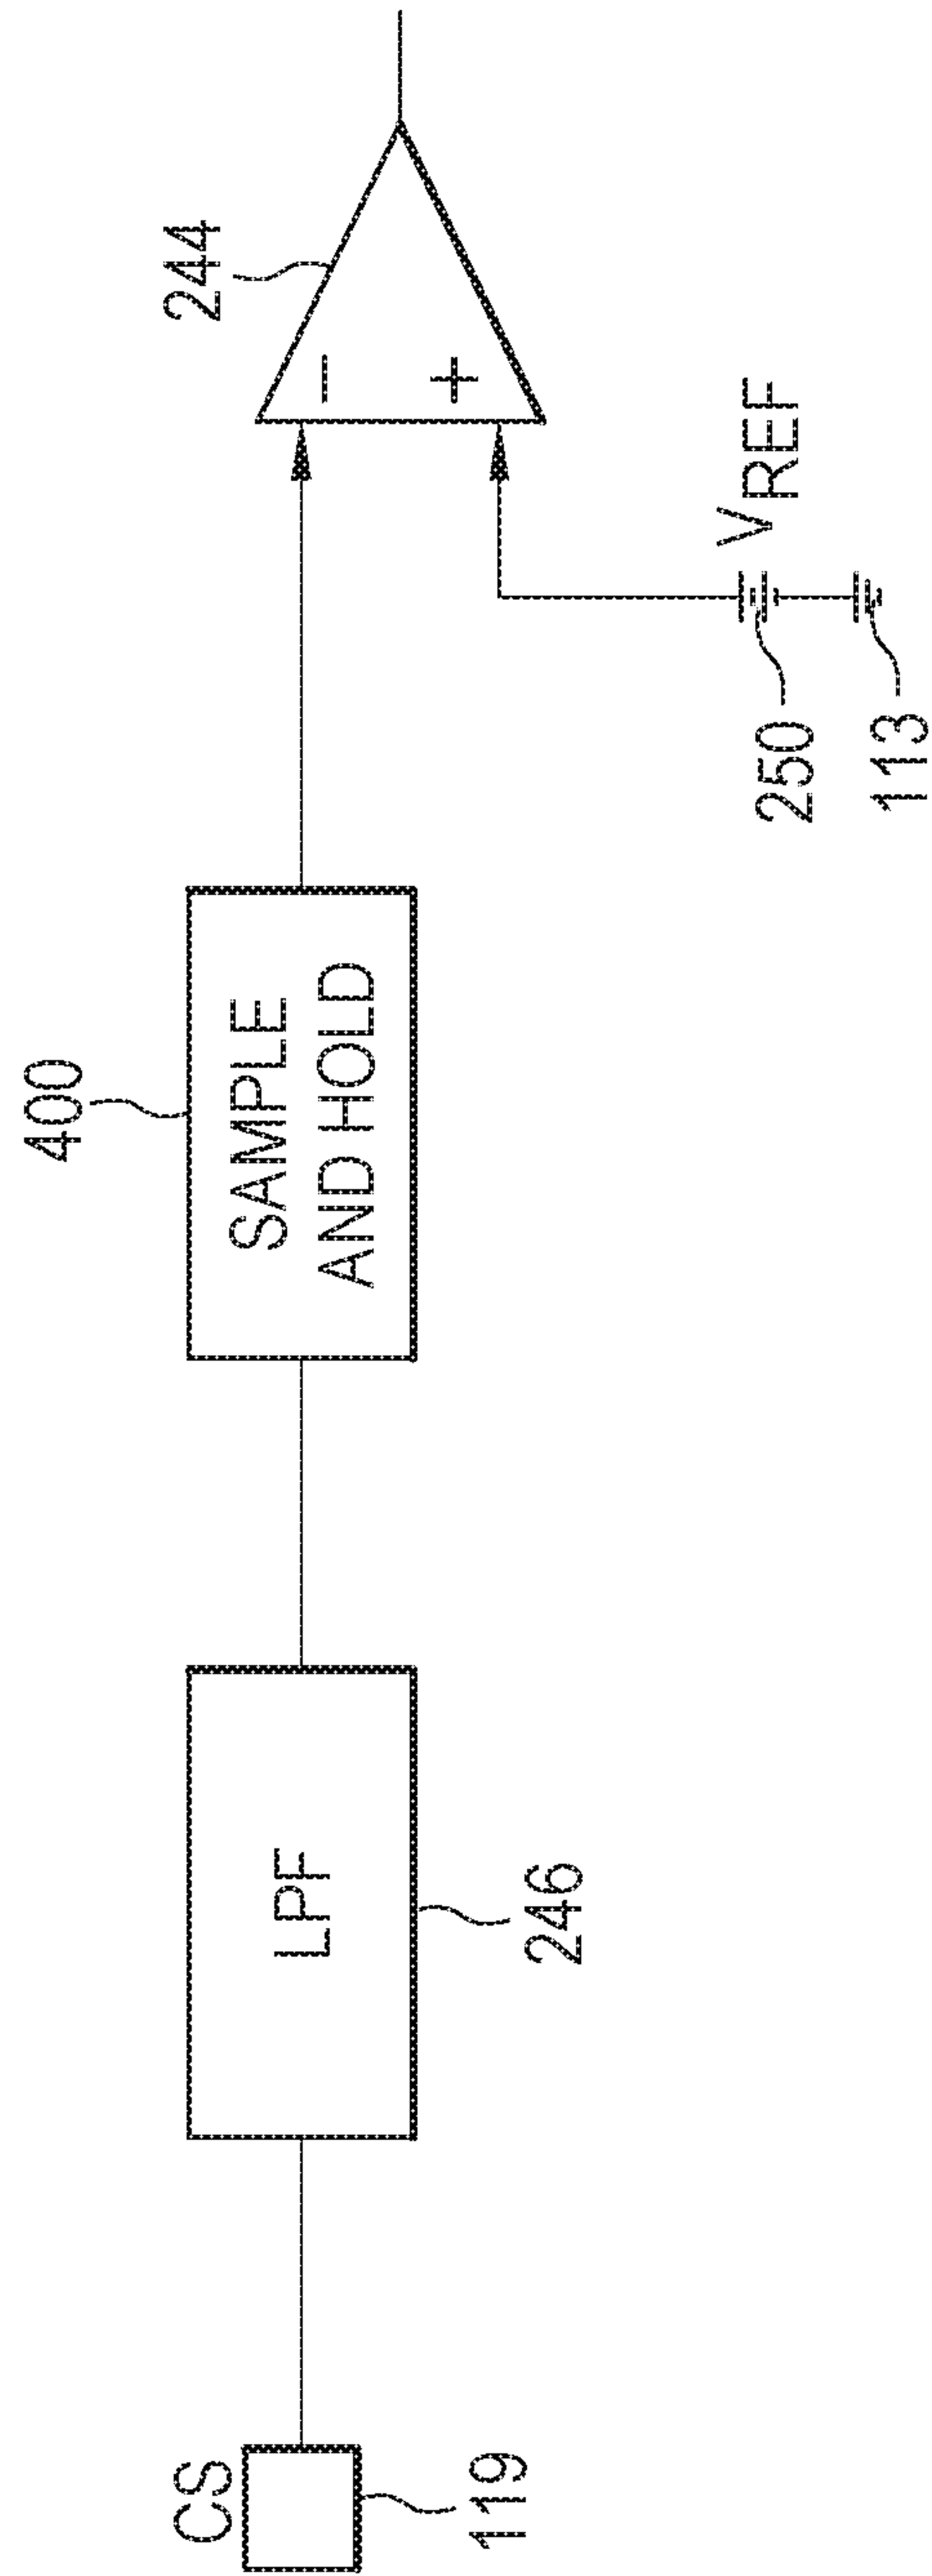 CS
119
LPF
246
400
SAMPLE
AND HOLD
244
−
+
VREF
250
113